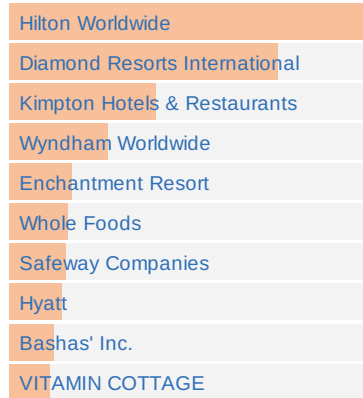 Hilton Worldwide
Diamond Resorts International
Kimpton Hotels & Restaurants
Wyndham Worldwide
Enchantment Resort
Whole Foods
Safeway Companies
Hyatt
Bashas' Inc.
VITAMIN COTTAGE